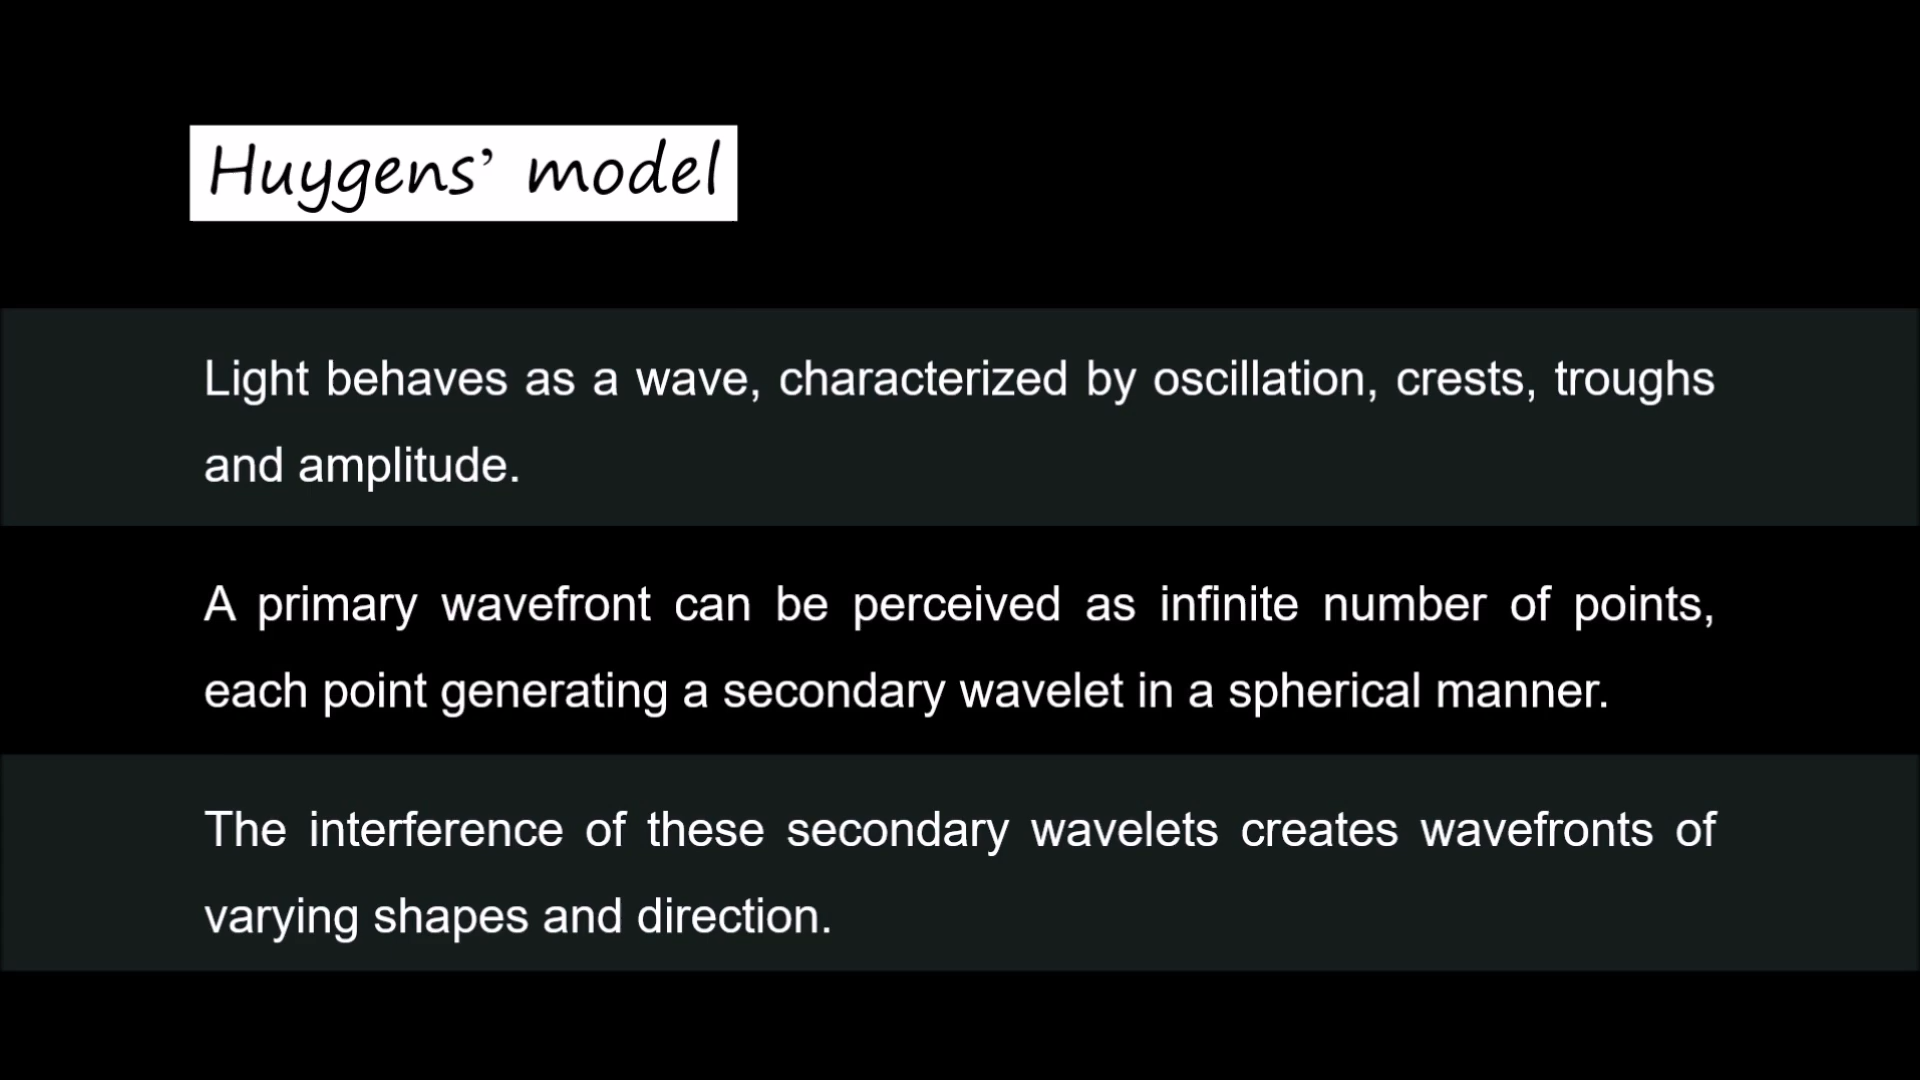 Huygens’ model
Light behaves as a wave, characterized by oscillation, crests, troughs
and amplitude.
A primary wavefront can be perceived as infinite number of points,
each point generating a secondary wavelet in a spherical manner.
The interference of these secondary wavelets creates wavefronts of
varying shapes and direction.